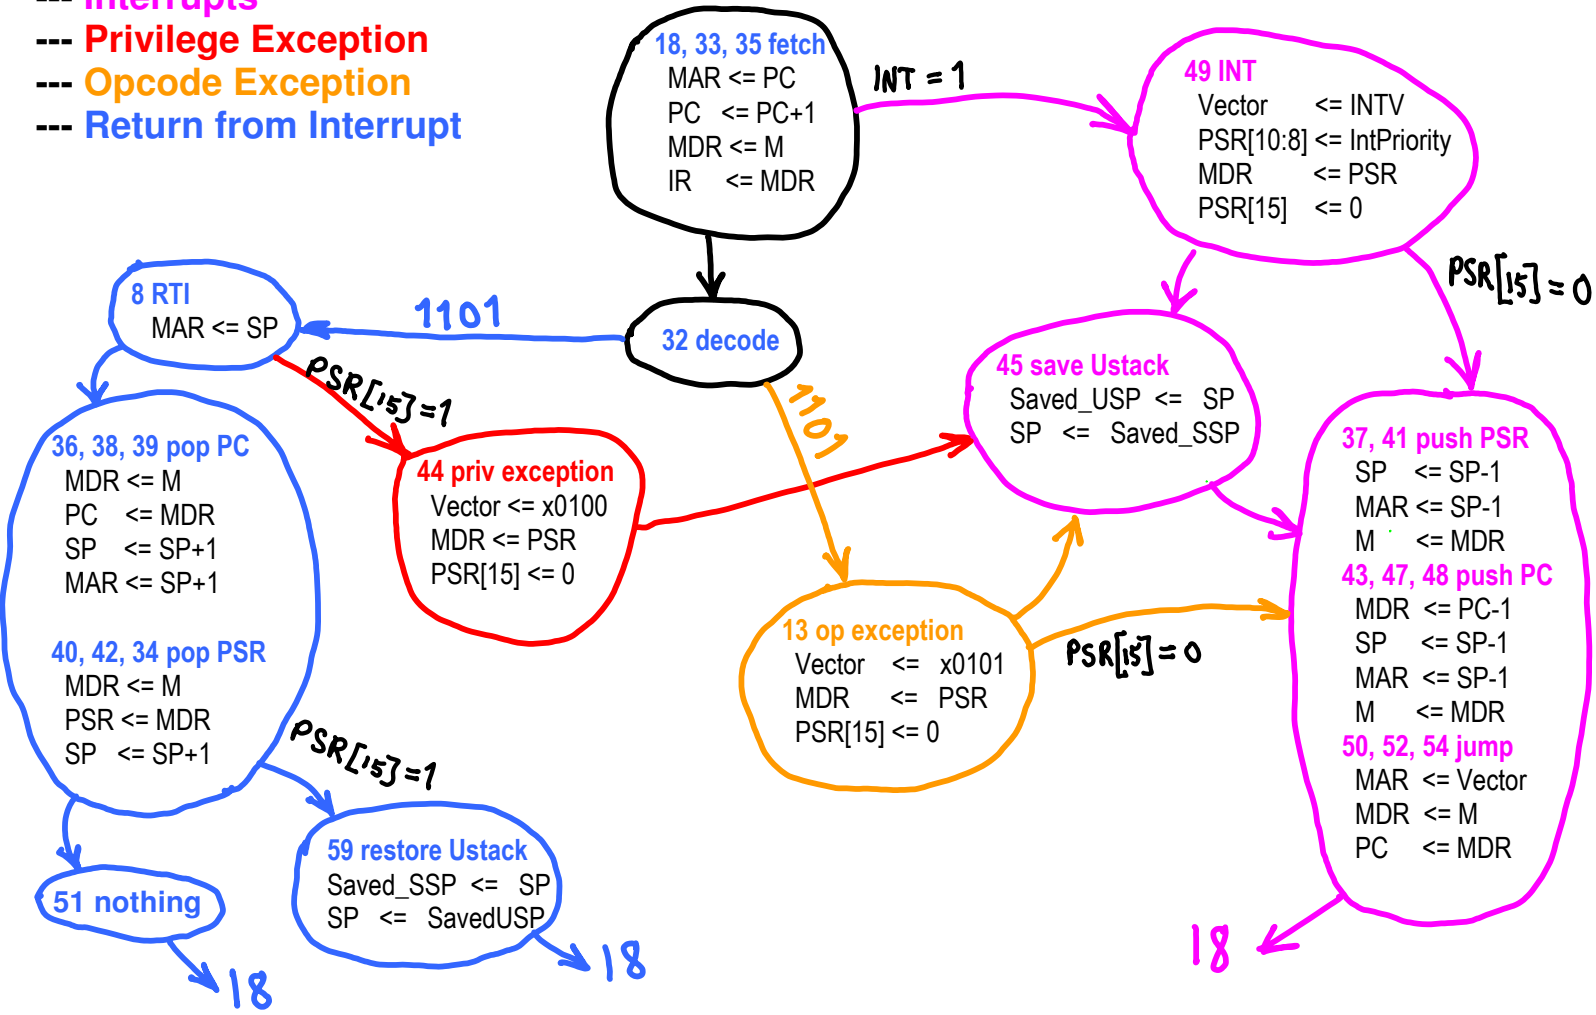 --- Interrupts
--- Privilege Exception
--- Opcode Exception
--- Return from Interrupt
18, 33, 35 fetch
MAR <= PC
PC <= PC+1
MDR <= M
IR <= MDR
INT = 1
49 INT
Vector <= INTV
PSR[10:8] <= IntPriority
MDR <= PSR
PSR[15] <= 0
PSR[15] = 0
8 RTI
MAR <= SP
1101
32 decode
PSR[15]=1
1101
45 save Ustack
Saved_USP <= SP
SP <= Saved_SSP
36, 38, 39 pop PC
MDR <= M
PC <= MDR
SP <= SP+1
MAR <= SP+1
40, 42, 34 pop PSR
MDR <= M
PSR <= MDR
SP <= SP+1
44 priv exception
Vector <= x0100
MDR <= PSR
PSR[15] <= 0
13 op exception
Vector <= x0101
MDR <= PSR
PSR[15] <= 0
PSR[15] = 0
37, 41 push PSR
SP <= SP-1
MAR <= SP-1
M <= MDR
43, 47, 48 push PC
MDR <= PC-1
SP <= SP-1
MAR <= SP-1
M <= MDR
50, 52, 54 jump
MAR <= Vector
MDR <= M
PC <= MDR
PSR[15]=1
59 restore Ustack
Saved_SSP <= SP
SP <= SavedUSP
51 nothing
18
18
18